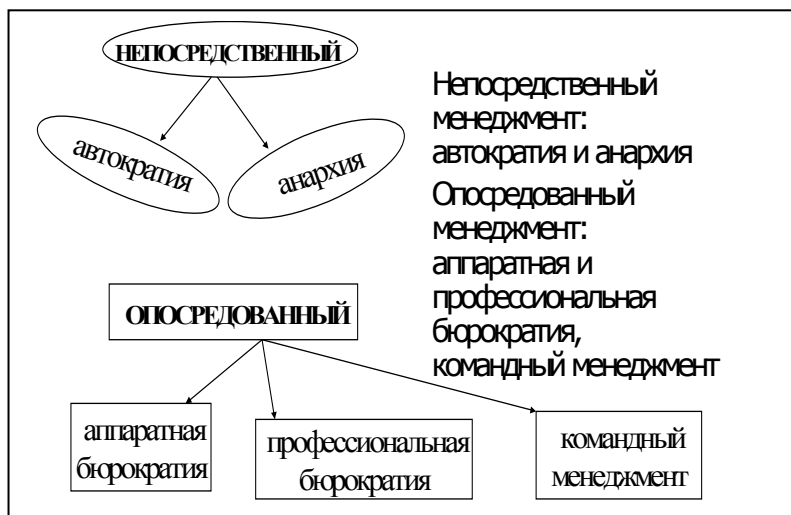 НЕПОСРЕДСТВЕННЫЙ
автократия
анархия
Непосредственный
менеджмент:
автократия и анархия
Опосредованный
менеджмент:
аппаратная и
профессиональная
бюрократия,
командный менеджмент
ОПОСРЕДОВАННЫЙ
аппаратная
бюрократия
профессиональная
бюрократия
командный
менеджмент